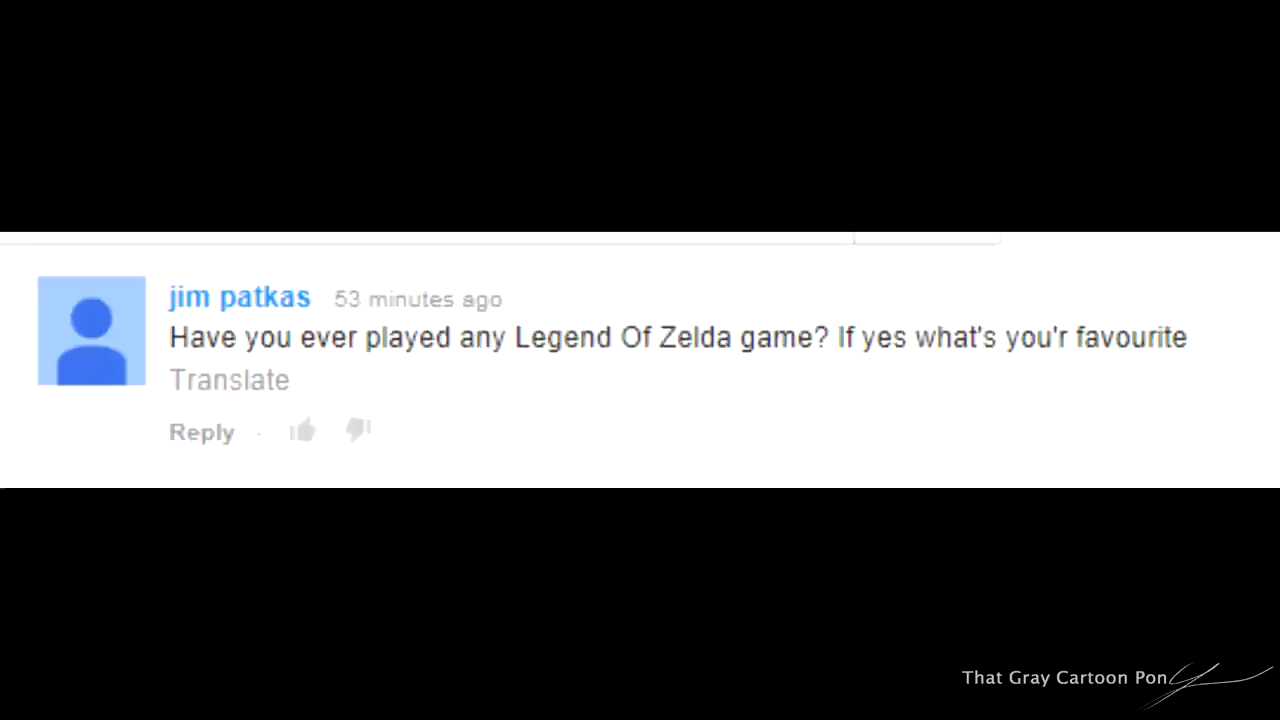 jim patkas 53 minutes ago
Have you ever played any Legend Of Zelda game? If yes what's you'r favourite
Translate
Reply ·
That Gray Cartoon Pony